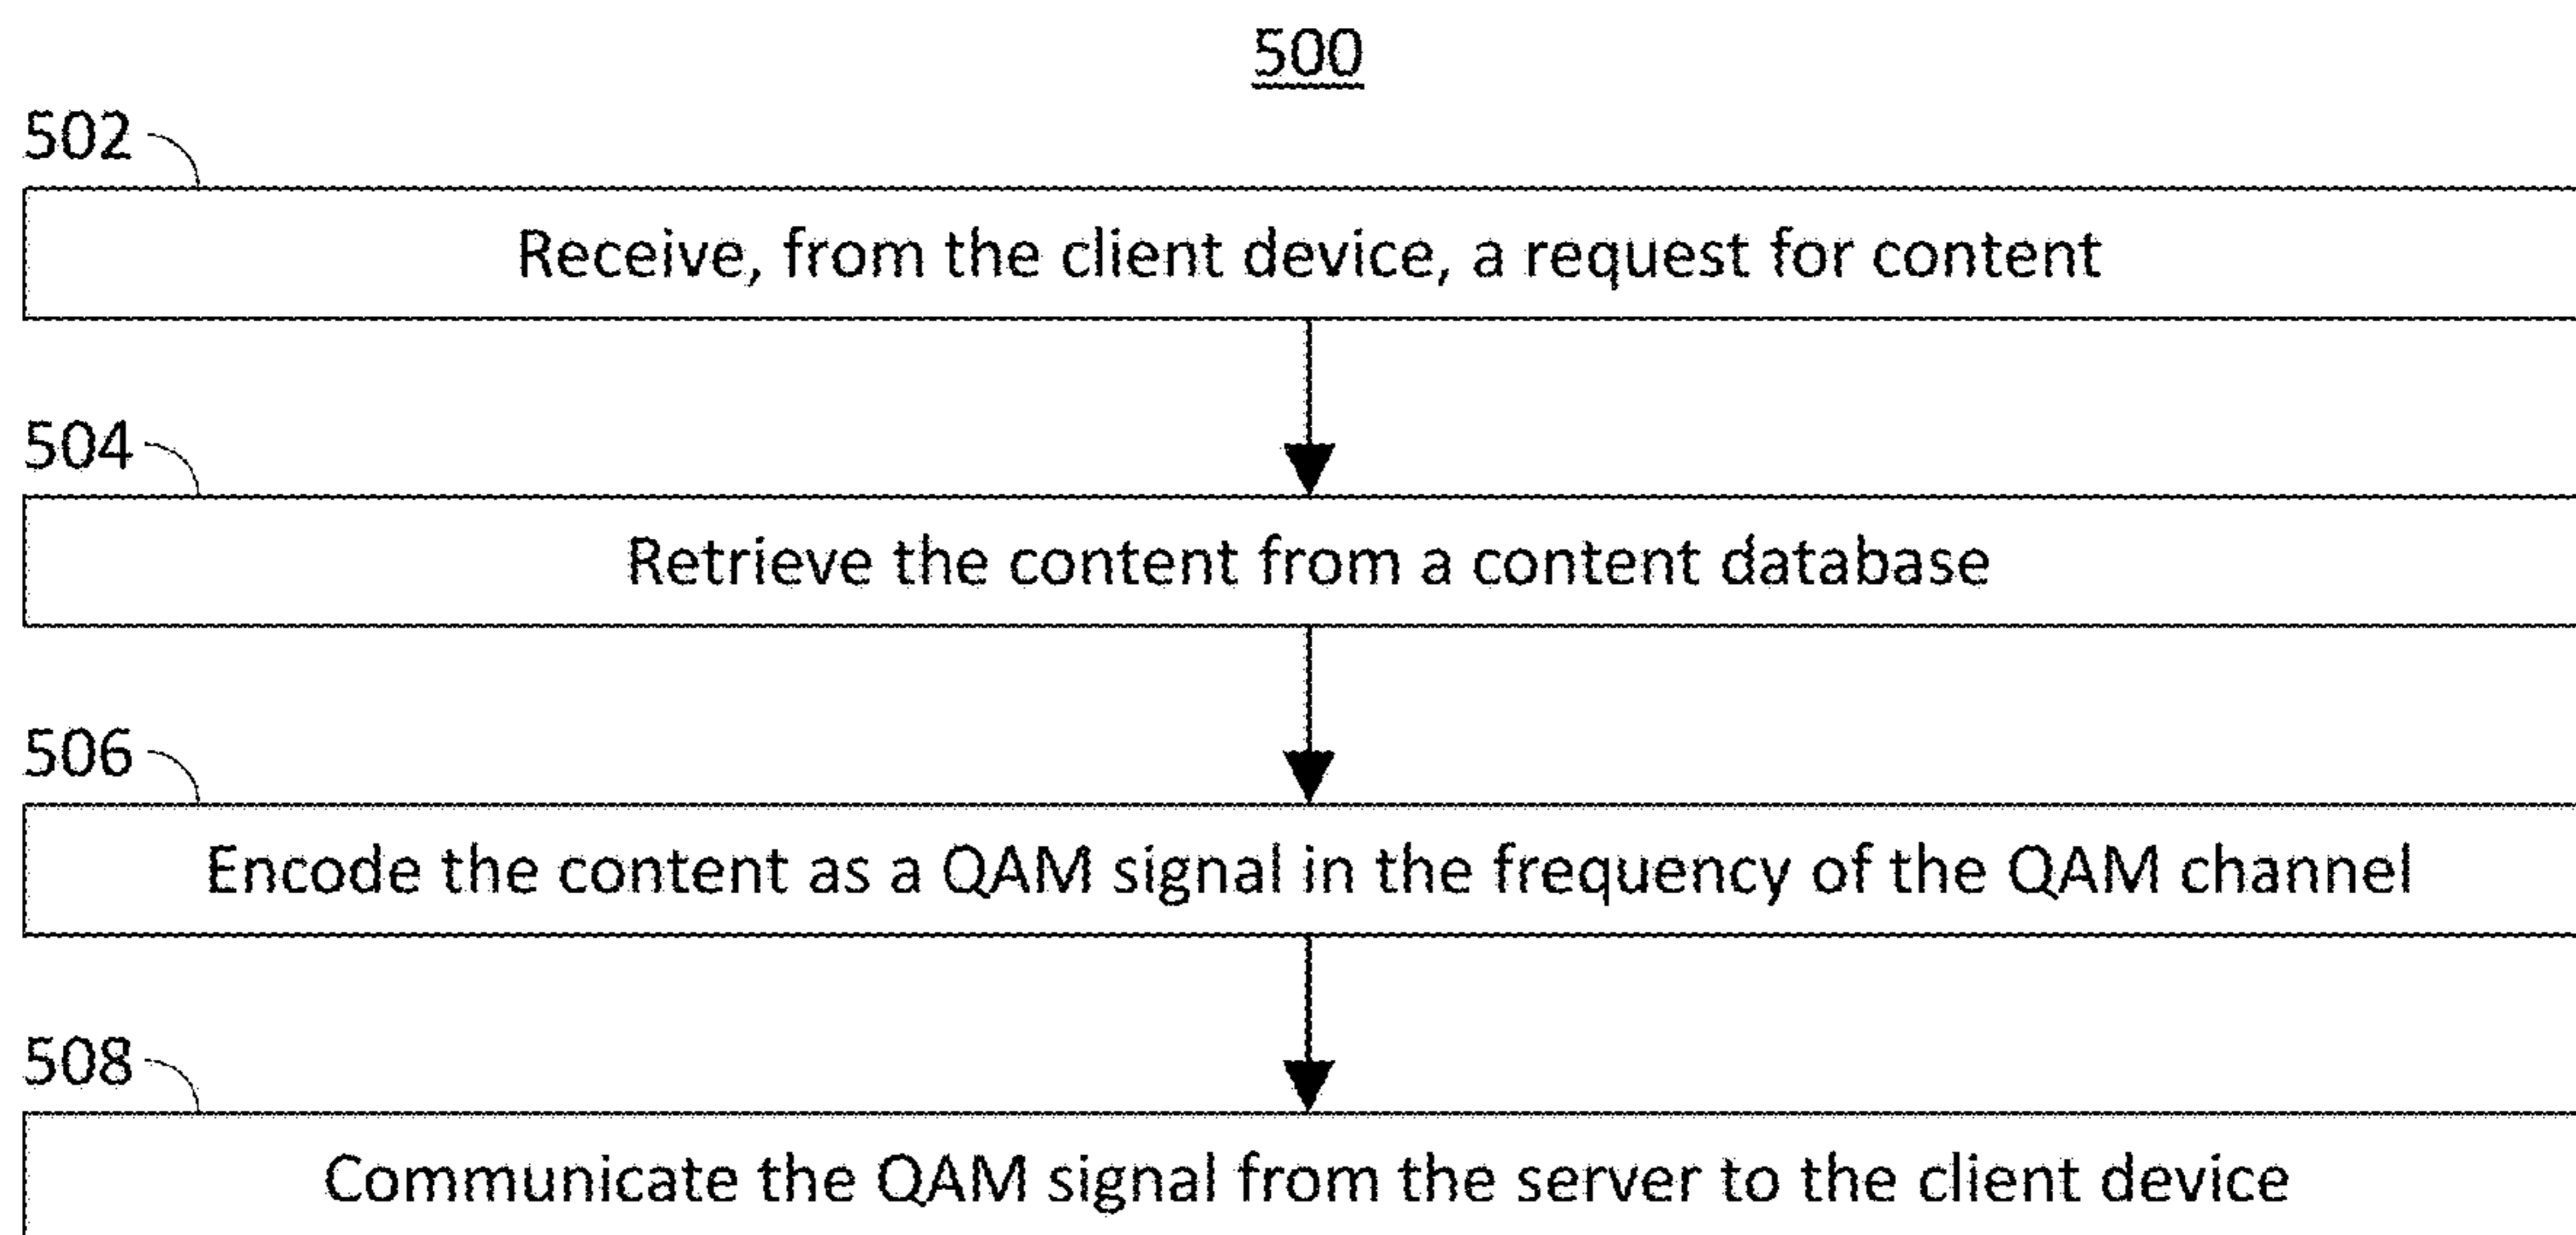 500
502
Receive, from the client device, a request for content
504
Retrieve the content from a content database
506
Encode the content as a QAM signal in the frequency of the QAM channel
508
Communicate the QAM signal from the server to the client device